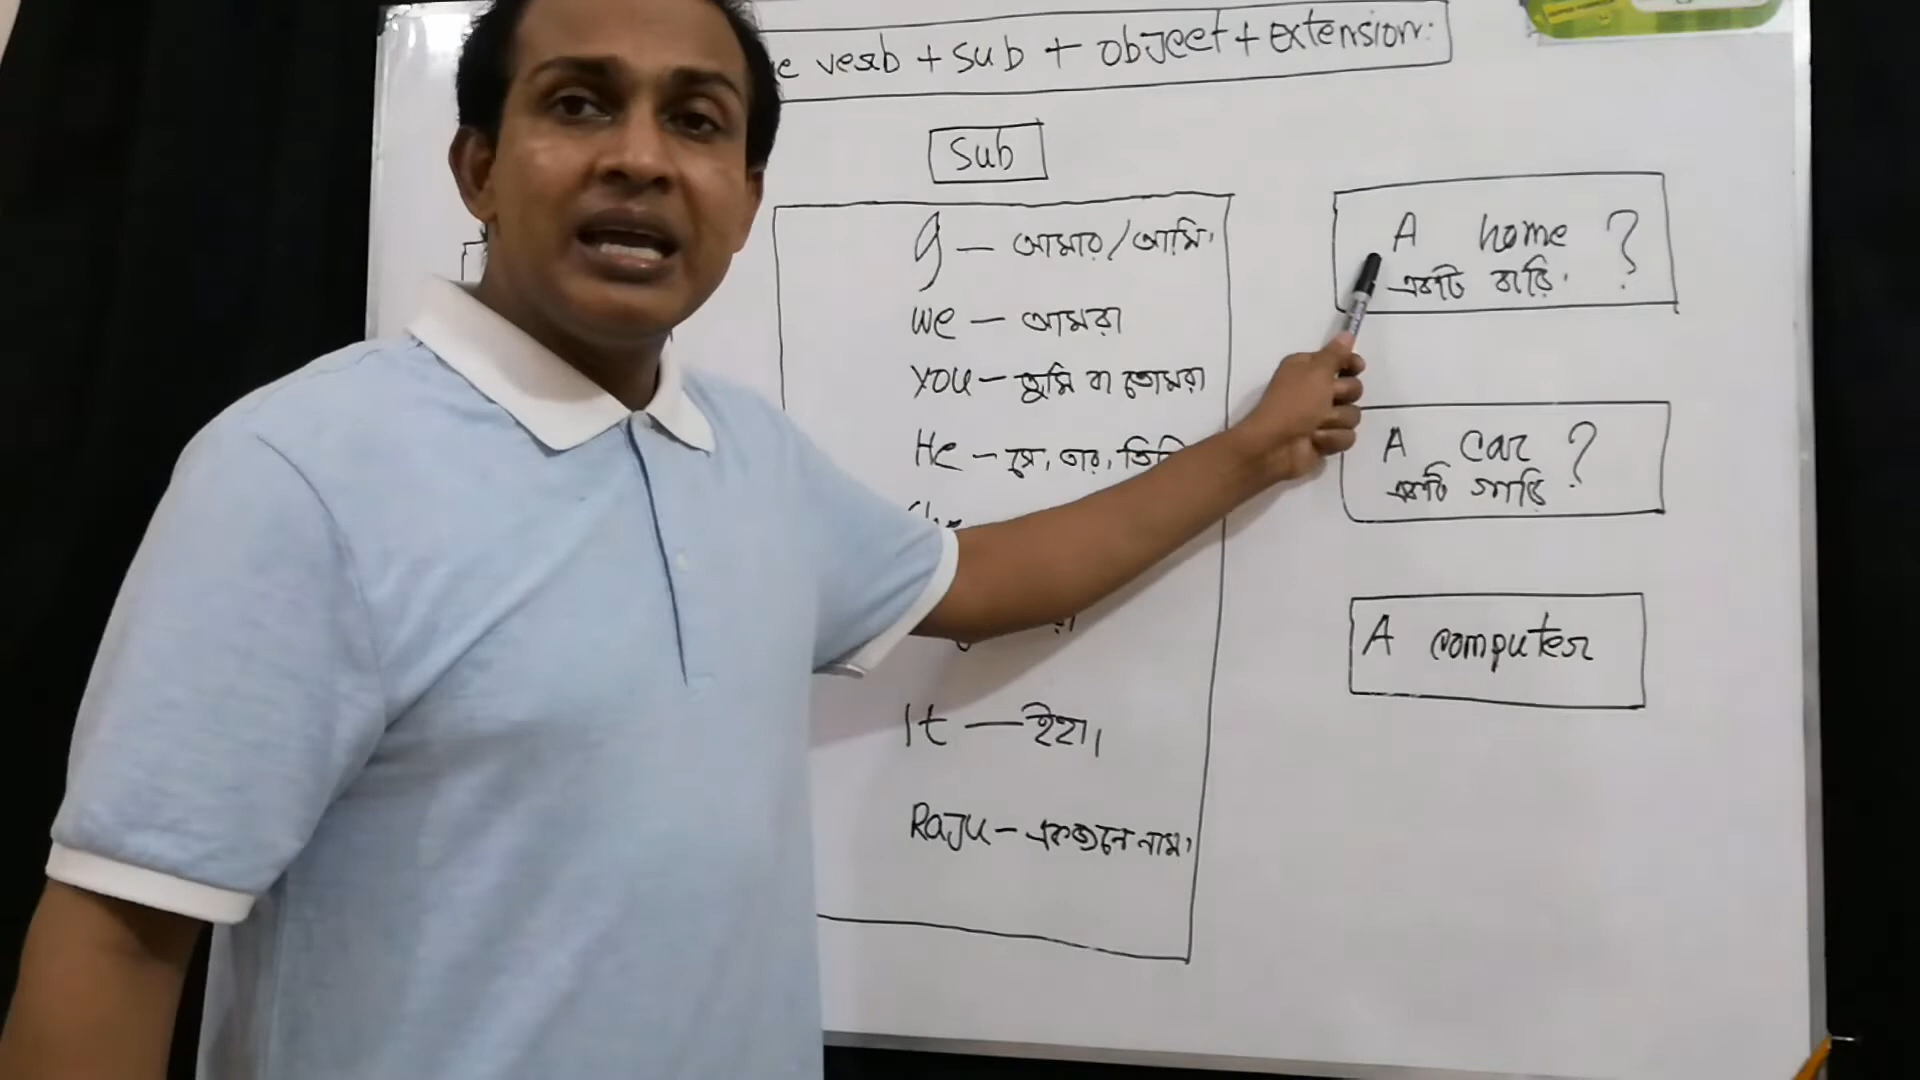 verb + sub + object + extension:
Sub
I — আমার / আমি।
we — আমরা
You — তুমি বা তোমরা
He — সে, তার,
It — ইহা।
Raju — একজনে নাম।
A home ?
একটি বাড়ি।
A car ?
একটি গাড়ি
A computer